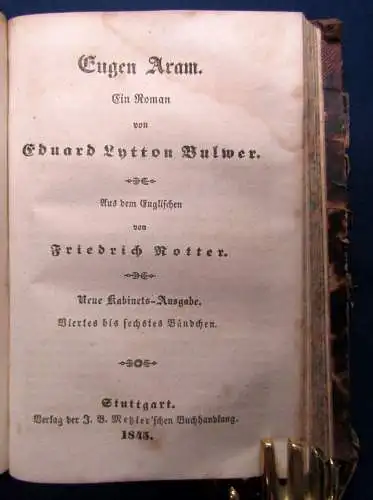 Eugen Aram.
Ein Roman
von
Eduard Lytton Bulwer.
Aus dem Englischen
von
Friedrich Notter.
Neue Kabinets-Ausgabe.
Viertes bis sechstes Bändchen.
Stuttgart.
Verlag der J. B. Metzler'schen Buchhandlung.
1845.